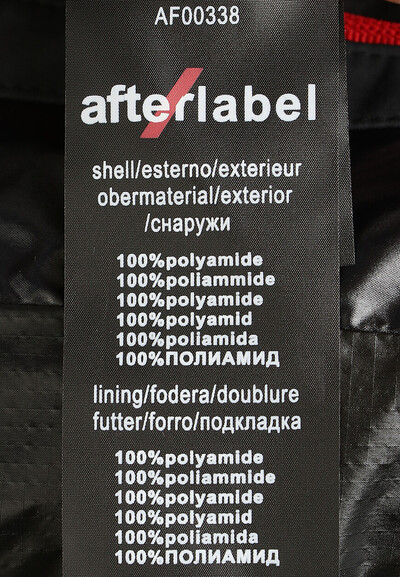 AF00338
afterlabel
shell/esterno/exterieur
obermaterial/exterior
/снаружи
100%polyamide
100%poliammide
100%polyamide
100%polyamid
100%poliamida
100%ПОЛИАМИД
lining/fodera/doublure
futter/forro/подкладка
100%polyamide
100%poliammide
100%polyamide
100%polyamid
100%poliamida
100%ПОЛИАМИД